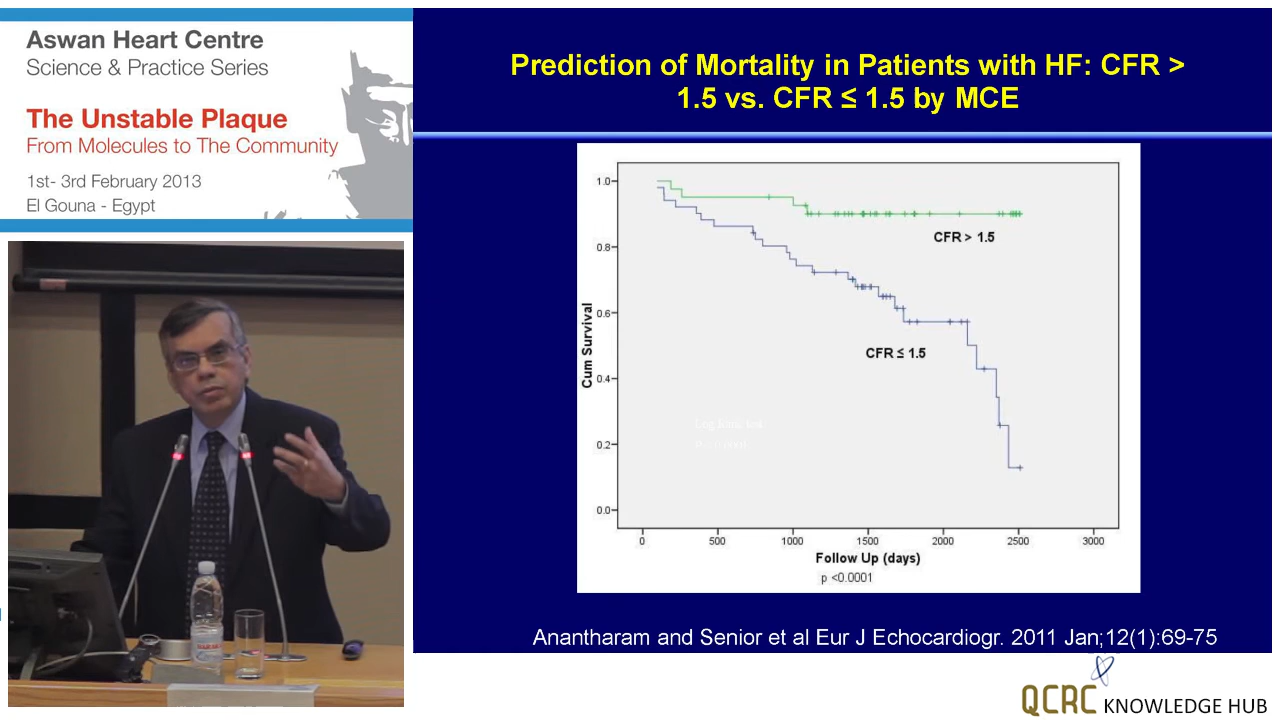 Aswan Heart Centre
Science & Practice Series
The Unstable Plaque
From Molecules to The Community
1st- 3rd February 2013
El Gouna - Egypt
Prediction of Mortality in Patients with HF: CFR >
1.5 vs. CFR ≤ 1.5 by MCE
Cum Survival
1.0
0.8
0.6
0.4
0.2
0.0
CFR > 1.5
CFR ≤ 1.5
0 500 1000 1500 2000 2500 3000
Follow Up (days)
p <0.0001
Anantharam and Senior et al Eur J Echocardiogr. 2011 Jan;12(1):69-75
QCRC KNOWLEDGE HUB